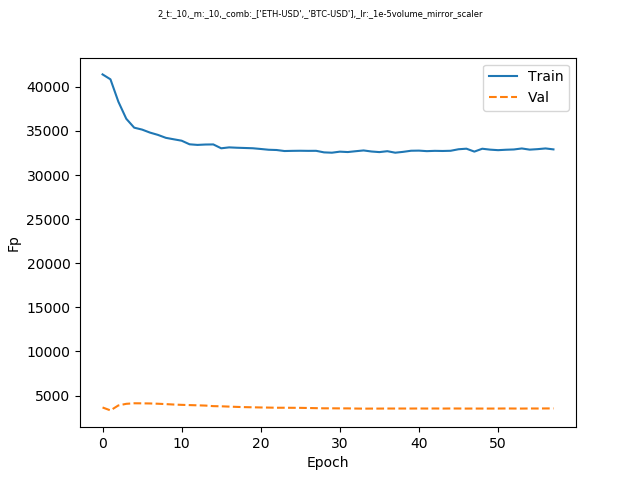 2_t:_10,_m:_10,_comb:_['ETH-USD',_'BTC-USD'],_lr:_1e-5volume_mirror_scaler
Train
Val
40000
35000
30000
25000
20000
15000
10000
5000
Fp
0 10 20 30 40 50
Epoch